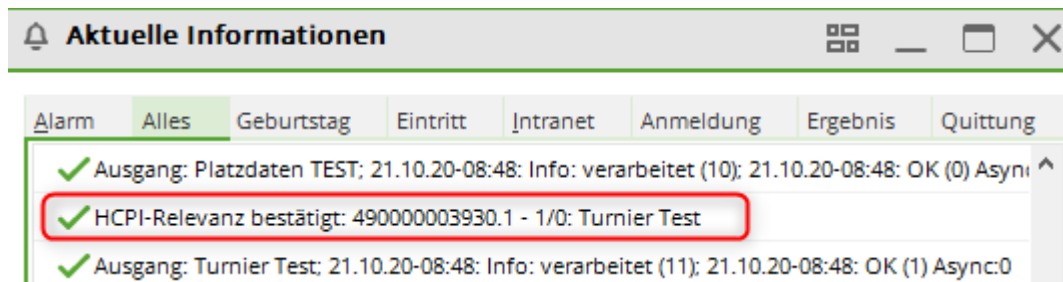 Aktuelle Informationen
Alarm Alles Geburtstag Eintritt Intranet Anmeldung Ergebnis Quittung
Ausgang: Platzdaten TEST; 21.10.20-08:48: Info: verarbeitet (10); 21.10.20-08:48: OK (0) Async
HCPI-Relevanz bestätigt: 490000003930.1 - 1/0: Turnier Test
Ausgang: Turnier Test; 21.10.20-08:48: Info: verarbeitet (11); 21.10.20-08:48: OK (1) Async:0